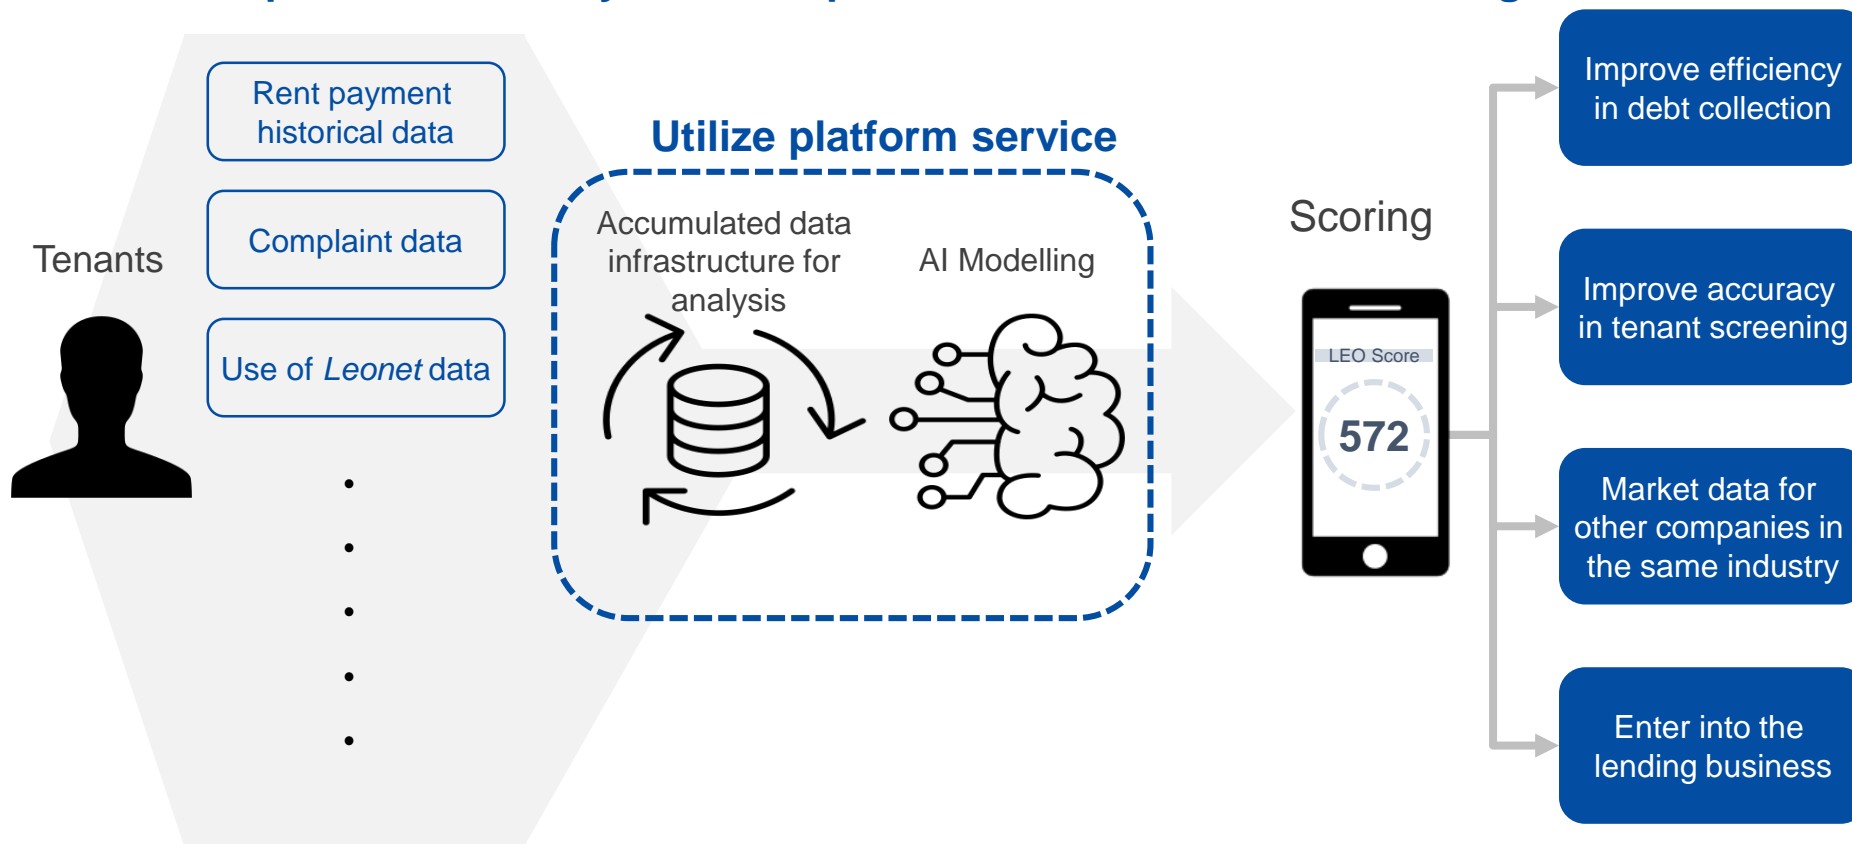 Tenants
Rent payment
historical data
Complaint data
Use of Leonet data
Utilize platform service
Accumulated data
infrastructure for
analysis
AI Modelling
Scoring
LEO Score
572
Improve efficiency
in debt collection
Improve accuracy
in tenant screening
Market data for
other companies in
the same industry
Enter into the
lending business